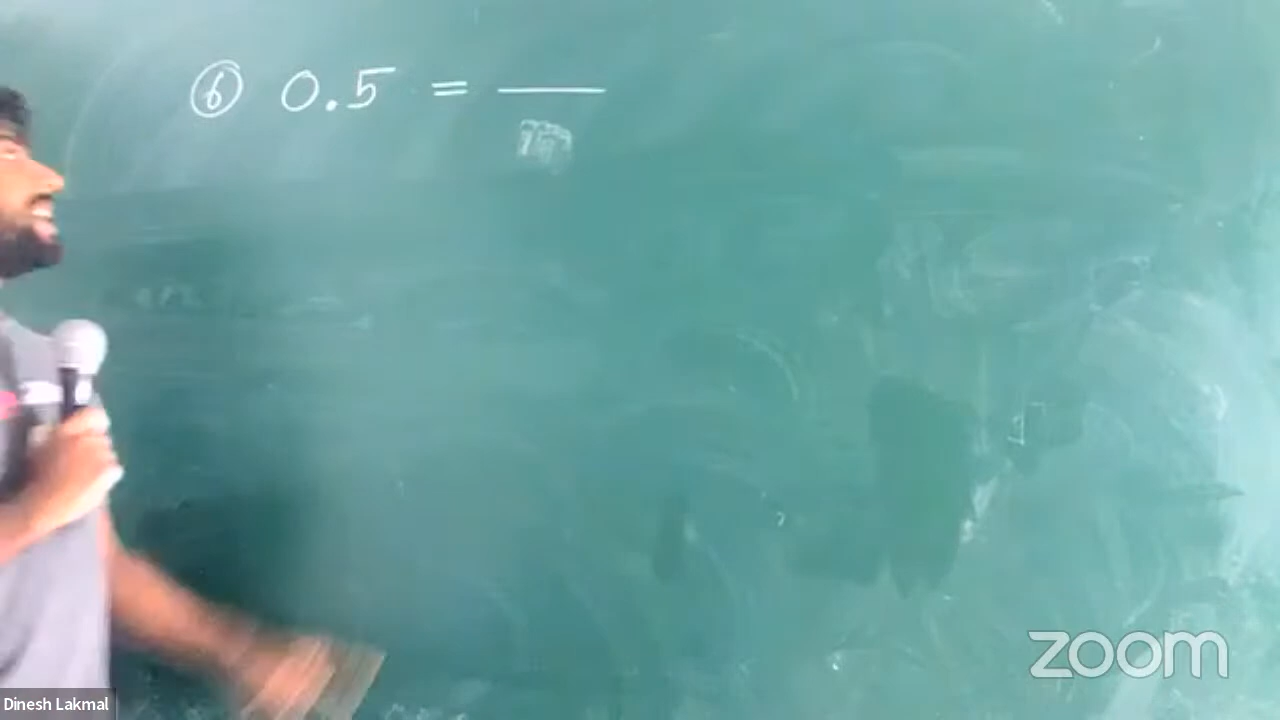 ⑥ 0.5 = —
zoom
Dinesh Lakmal